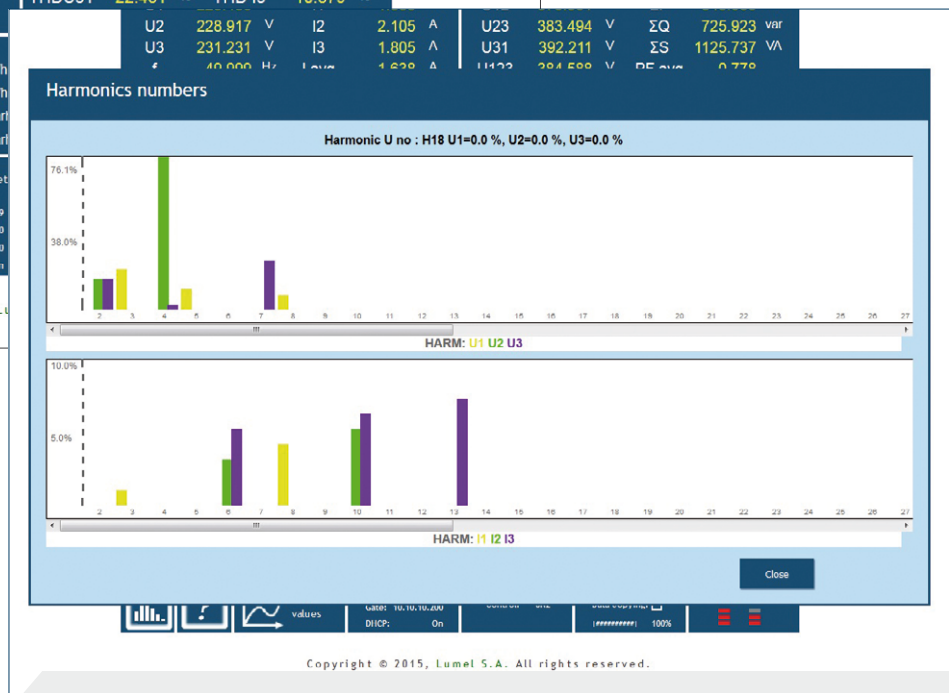 U2 228.917 V I2 2.105 A U23 383.494 V ΣQ 725.923 var
U3 231.231 V I3 1.805 A U31 392.211 V ΣS 1125.737 VA
Harmonics numbers
Harmonic U no : H18 U1=0.0 %, U2=0.0 %, U3=0.0 %
76.1%
38.0%
2 3 4 5 6 7 8 9 10 11 12 13 14 15 16 17 18 19 20 21 22 23 24 25 26 27
HARM: U1 U2 U3
10.0%
5.0%
2 3 4 5 6 7 8 9 10 11 12 13 14 15 16 17 18 19 20 21 22 23 24 25 26 27
HARM: I1 I2 I3
Close
? values Gate: 10.10.10.200
DHCP: On 100%
Copyright © 2015, Lumel S.A. All rights reserved.